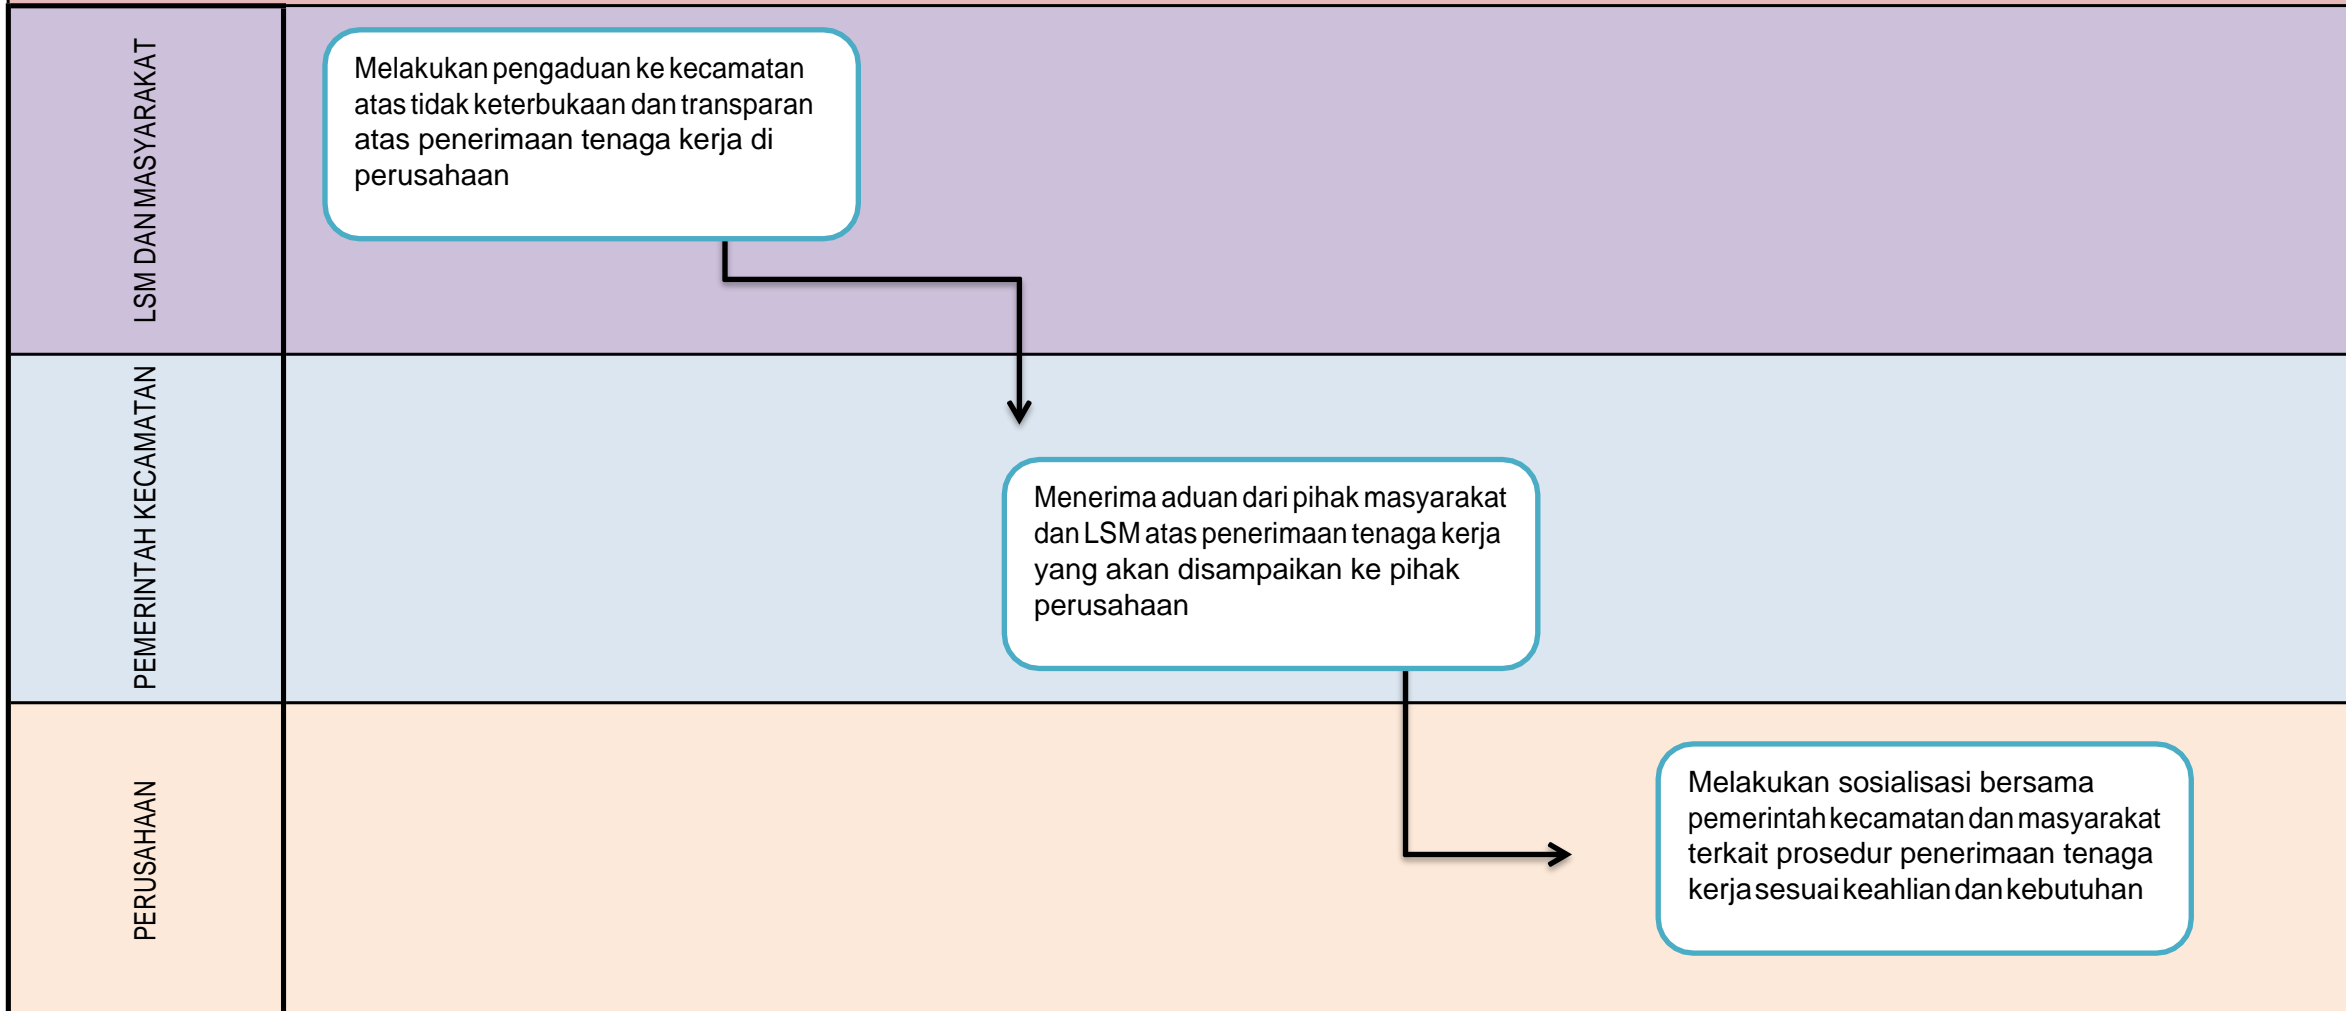 LSM DAN MASYARAKAT
Melakukan pengaduan ke kecamatan
atas tidak keterbukaan dan transparan
atas penerimaan tenaga kerja di
perusahaan
PEMERINTAH KECAMATAN
Menerima aduan dari pihak masyarakat
dan LSM atas penerimaan tenaga kerja
yang akan disampaikan ke pihak
perusahaan
PERUSAHAAN
Melakukan sosialisasi bersama
pemerintah kecamatan dan masyarakat
terkait prosedur penerimaan tenaga
kerja sesuai keahlian dan kebutuhan